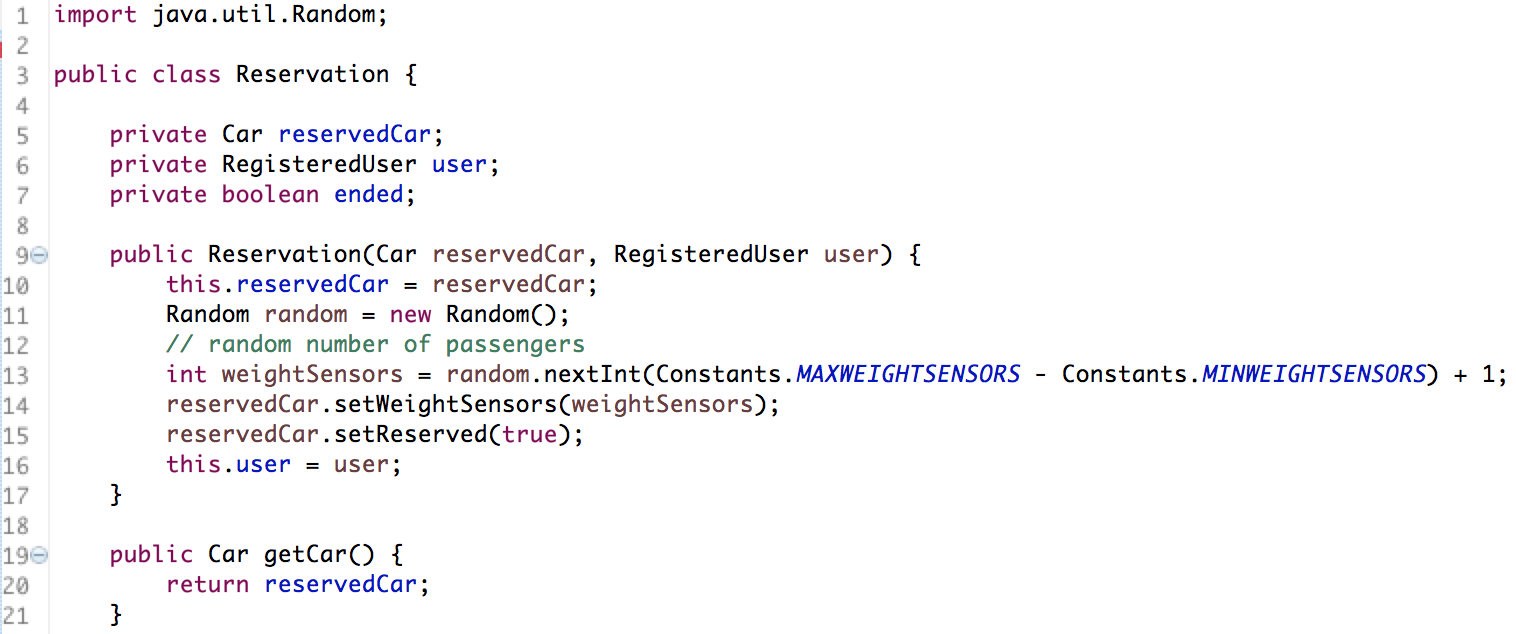 1 import java.util.Random;
2
3 public class Reservation {
4
5     private Car reservedCar;
6     private RegisteredUser user;
7     private boolean ended;
8
9     public Reservation(Car reservedCar, RegisteredUser user) {
10         this.reservedCar = reservedCar;
11         Random random = new Random();
12         // random number of passengers
13         int weightSensors = random.nextInt(Constants.MAXWEIGHTSENSORS - Constants.MINWEIGHTSENSORS) + 1;
14         reservedCar.setWeightSensors(weightSensors);
15         reservedCar.setReserved(true);
16         this.user = user;
17     }
18
19     public Car getCar() {
20         return reservedCar;
21     }